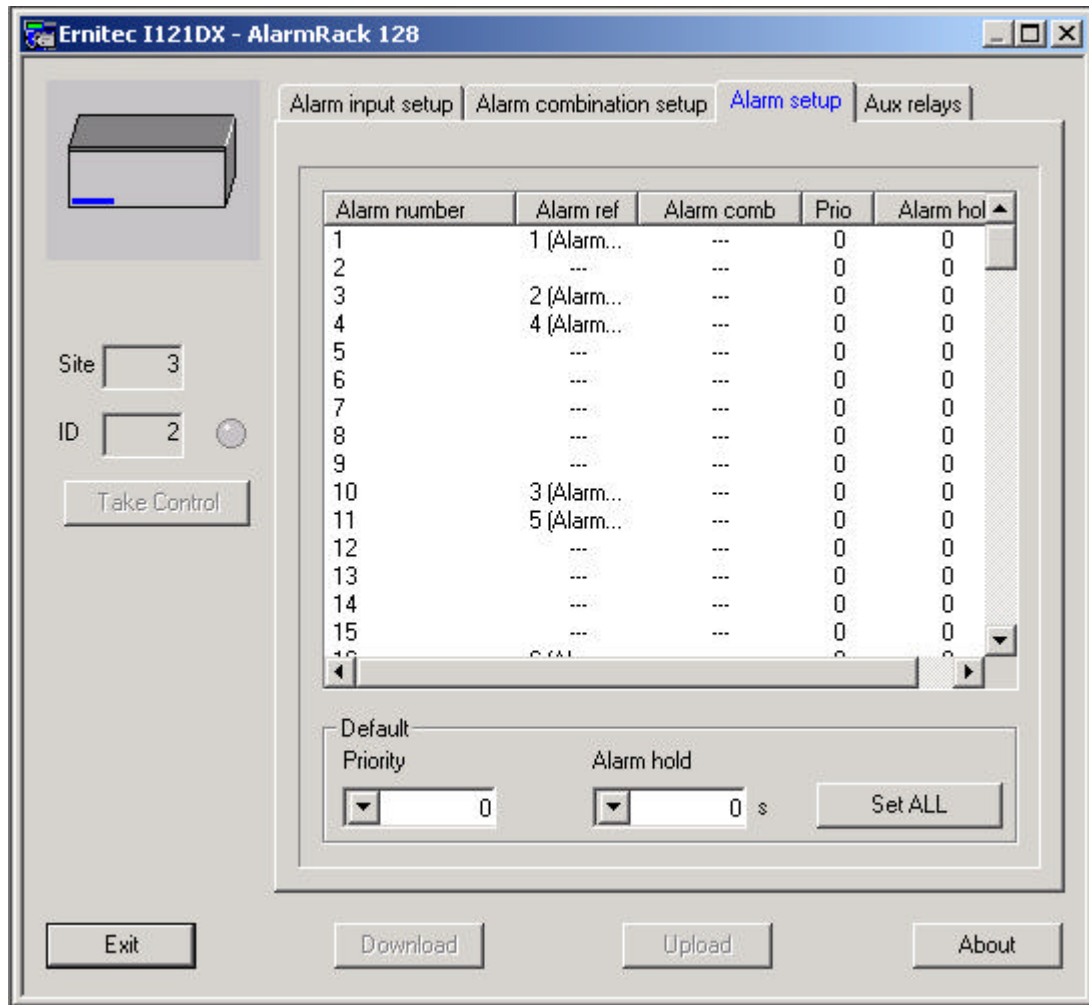 Ernitec I121DX - AlarmRack 128
Alarm input setup Alarm combination setup Alarm setup Aux relays
Alarm number Alarm ref Alarm comb Prio Alarm hol
1 1 (Alarm... --- 0 0
2 --- --- 0 0
3 2 (Alarm... --- 0 0
4 4 (Alarm... --- 0 0
5 --- --- 0 0
6 --- --- 0 0
7 --- --- 0 0
8 --- --- 0 0
9 --- --- 0 0
10 3 (Alarm... --- 0 0
11 5 (Alarm... --- 0 0
12 --- --- 0 0
13 --- --- 0 0
14 --- --- 0 0
15 --- --- 0 0
Site 3
ID 2
Take Control
Default
Priority Alarm hold
0 0 s Set ALL
Exit Download Upload About